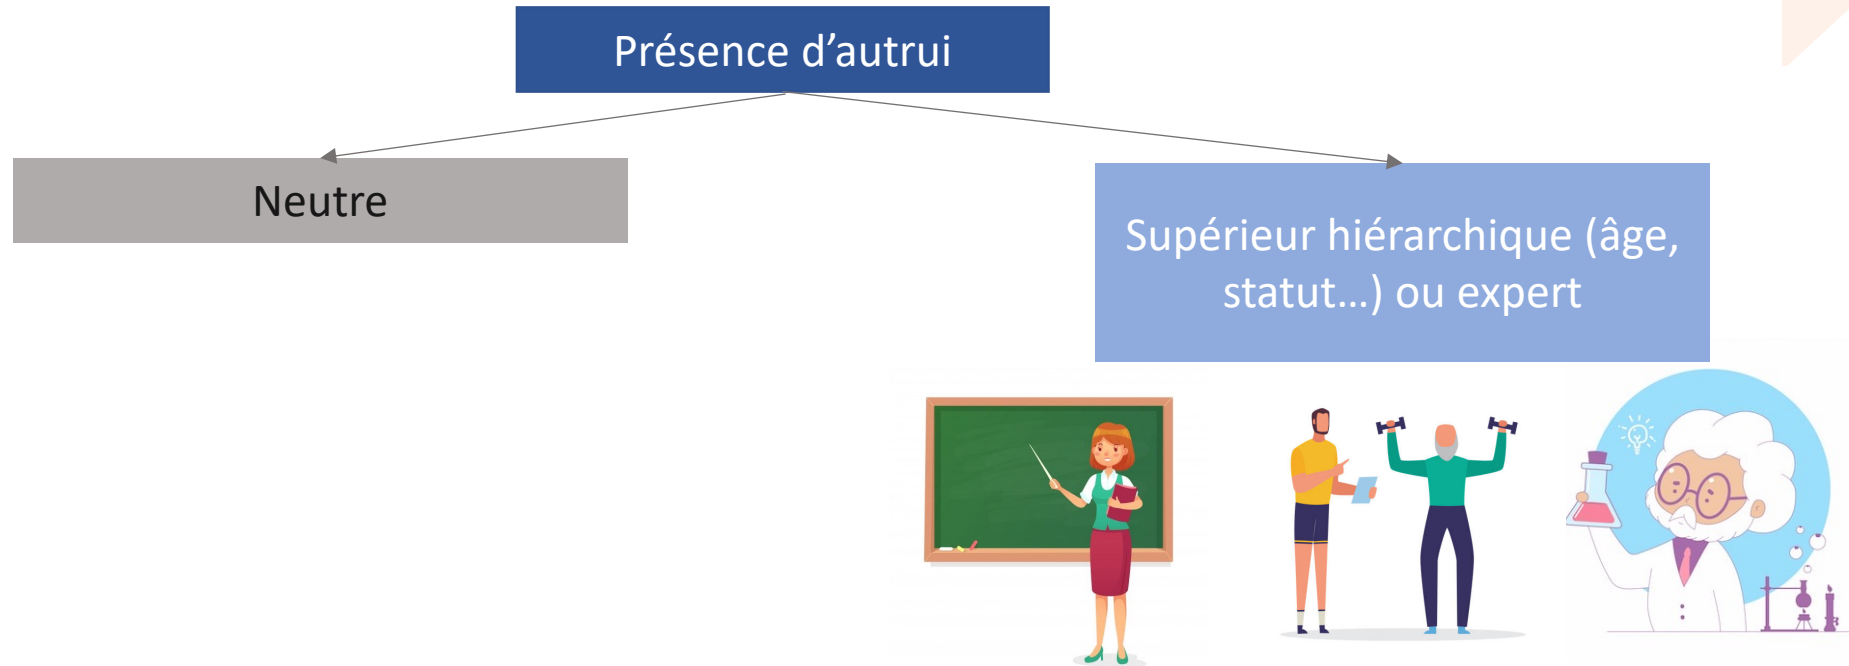 Présence d’autrui
Neutre
Supérieur hiérarchique (âge,
statut…) ou expert